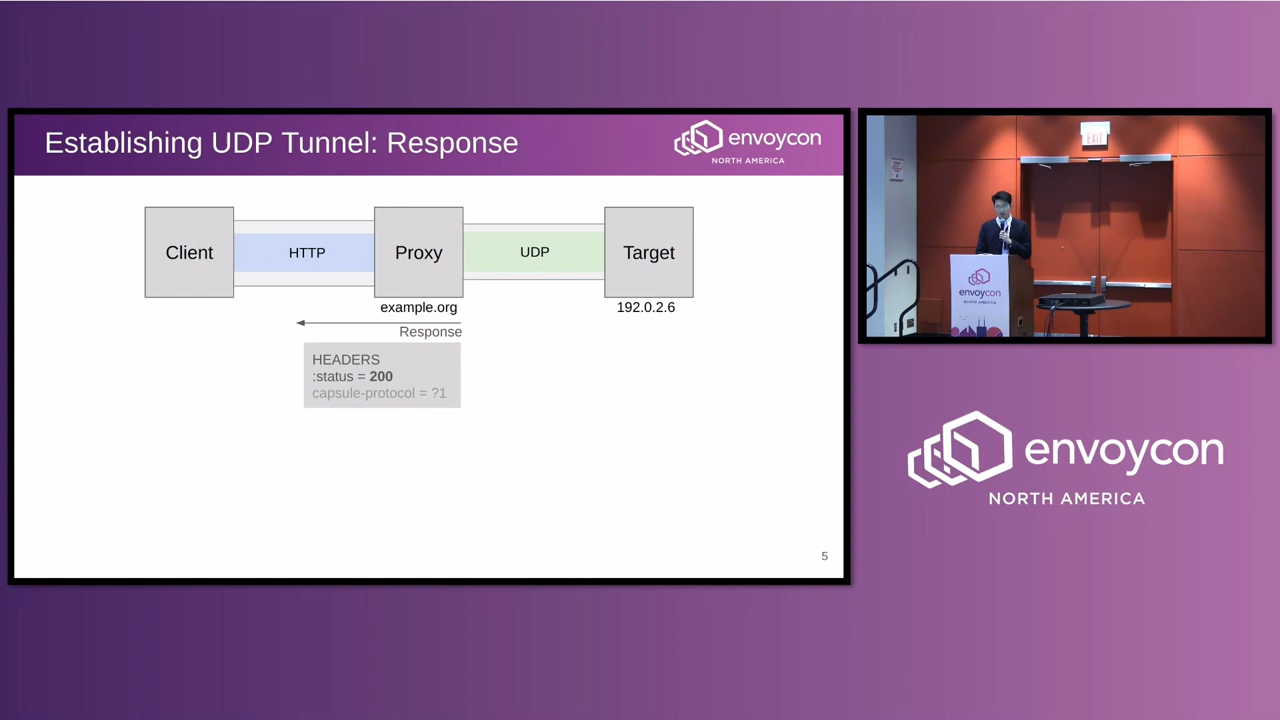 Establishing UDP Tunnel: Response
envoycon
NORTH AMERICA
Client
HTTP
Proxy
UDP
Target
example.org
192.0.2.6
Response
HEADERS
:status = 200
capsule-protocol = ?1
5
EXIT
envoycon
NORTH AMERICA
envoycon
NORTH AMERICA